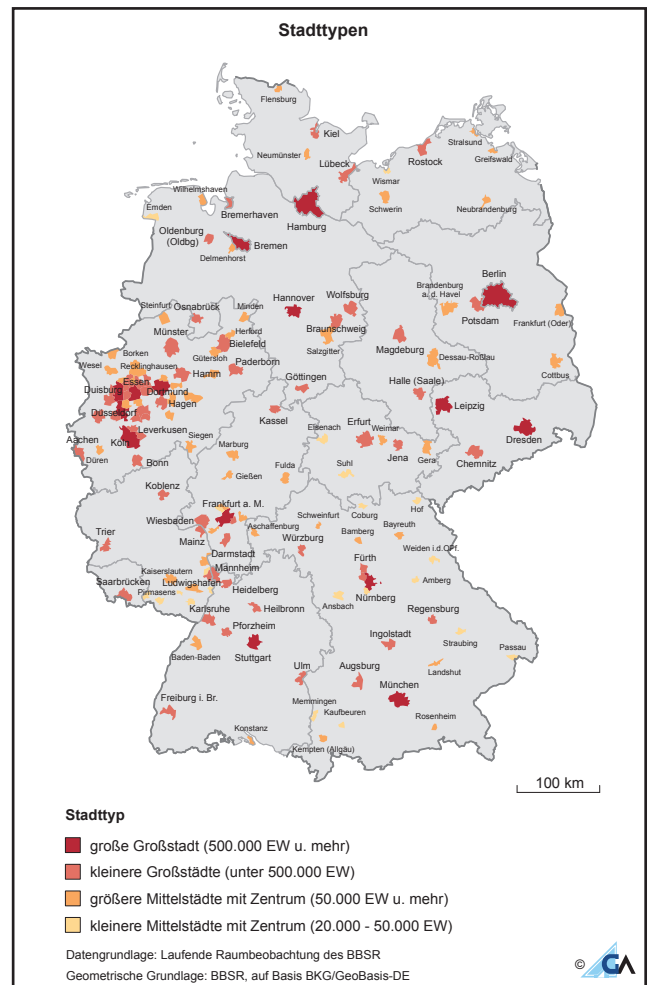 Stadttypen
Flensburg
Kiel
Stralsund
Neumünster
Rostock
Greifswald
Lübeck
Wismar
Wilhelmshaven
Schwerin
Neubrandenburg
Emden
Bremerhaven
Hamburg
Oldenburg
(Oldbg)
Bremen
Delmenhorst
Berlin
Brandenburg
a. d. Havel
Hannover
Wolfsburg
Steinfurt
Osnabrück
Minden
Potsdam
Frankfurt (Oder)
Münster
Herford
Braunschweig
Bielefeld
Salzgitter
Magdeburg
Borken
Gütersloh
Dessau-Roßlau
Wesel
Recklinghausen
Paderborn
Cottbus
Essen
Hamm
Göttingen
Halle (Saale)
Duisburg
Dortmund
Hagen
Leipzig
Düsseldorf
Kassel
Leverkusen
Eisenach
Erfurt
Weimar
Dresden
Aachen
Köln
Siegen
Marburg
Düren
Bonn
Jena
Gera
Chemnitz
Gießen
Fulda
Suhl
Koblenz
Frankfurt a. M.
Schweinfurt
Coburg
Hof
Wiesbaden
Aschaffenburg
Bamberg
Bayreuth
Trier
Mainz
Würzburg
Darmstadt
Weiden i.d.OPf.
Kaiserslautern
Mannheim
Fürth
Saarbrücken
Ludwigshafen
Amberg
Pirmasens
Heidelberg
Ansbach
Nürnberg
Karlsruhe
Heilbronn
Regensburg
Pforzheim
Ingolstadt
Straubing
Baden-Baden
Stuttgart
Passau
Ulm
Augsburg
Landshut
München
Freiburg i. Br.
Memmingen
Kaufbeuren
Rosenheim
Konstanz
Kempten (Allgäu)
100 km
Stadttyp
große Großstadt (500.000 EW u. mehr)
kleinere Großstädte (unter 500.000 EW)
größere Mittelstädte mit Zentrum (50.000 EW u. mehr)
kleinere Mittelstädte mit Zentrum (20.000 - 50.000 EW)
Datengrundlage: Laufende Raumbeobachtung des BBSR
Geometrische Grundlage: BBSR, auf Basis BKG/GeoBasis-DE
© GA